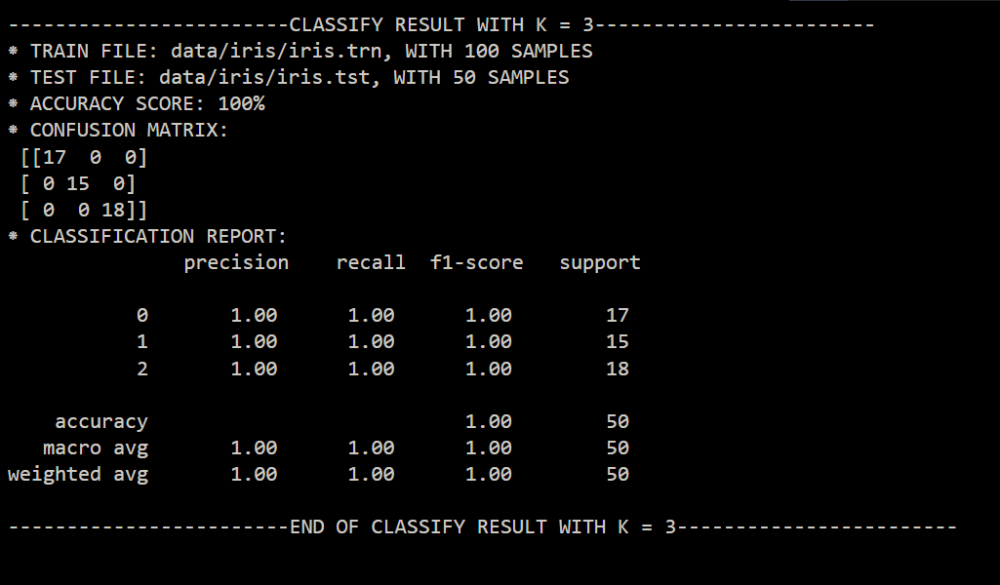 ------------------------CLASSIFY RESULT WITH K = 3------------------------
* TRAIN FILE: data/iris/iris.trn, WITH 100 SAMPLES
* TEST FILE: data/iris/iris.tst, WITH 50 SAMPLES
* ACCURACY SCORE: 100%
* CONFUSION MATRIX:
 [[17  0  0]
 [ 0 15  0]
 [ 0  0 18]]
* CLASSIFICATION REPORT:
               precision    recall  f1-score   support

           0       1.00      1.00      1.00        17
           1       1.00      1.00      1.00        15
           2       1.00      1.00      1.00        18

    accuracy                           1.00        50
   macro avg       1.00      1.00      1.00        50
weighted avg       1.00      1.00      1.00        50

------------------------END OF CLASSIFY RESULT WITH K = 3------------------------